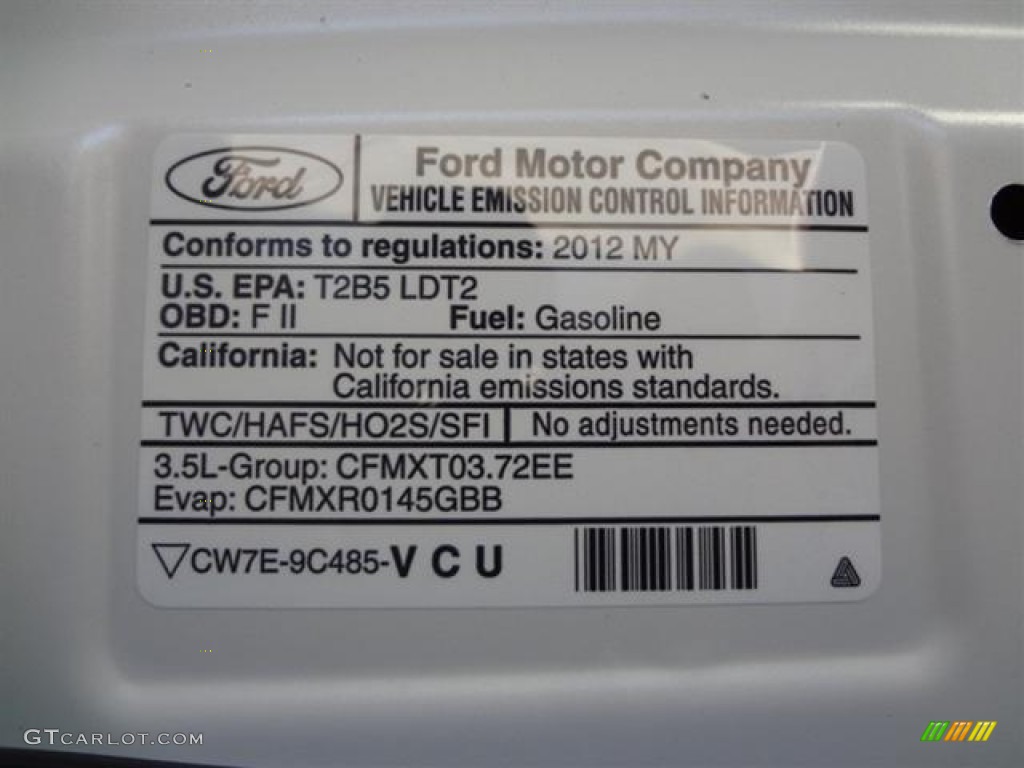 Ford
Ford Motor Company
VEHICLE EMISSION CONTROL INFORMATION
Conforms to regulations: 2012 MY
U.S. EPA: T2B5 LDT2
OBD: F II Fuel: Gasoline
California: Not for sale in states with
California emissions standards.
TWC/HAFS/HO2S/SFI No adjustments needed.
3.5L-Group: CFMXT03.72EE
Evap: CFMXR0145GBB
CW7E-9C485-V C U
GTCARLOT.COM